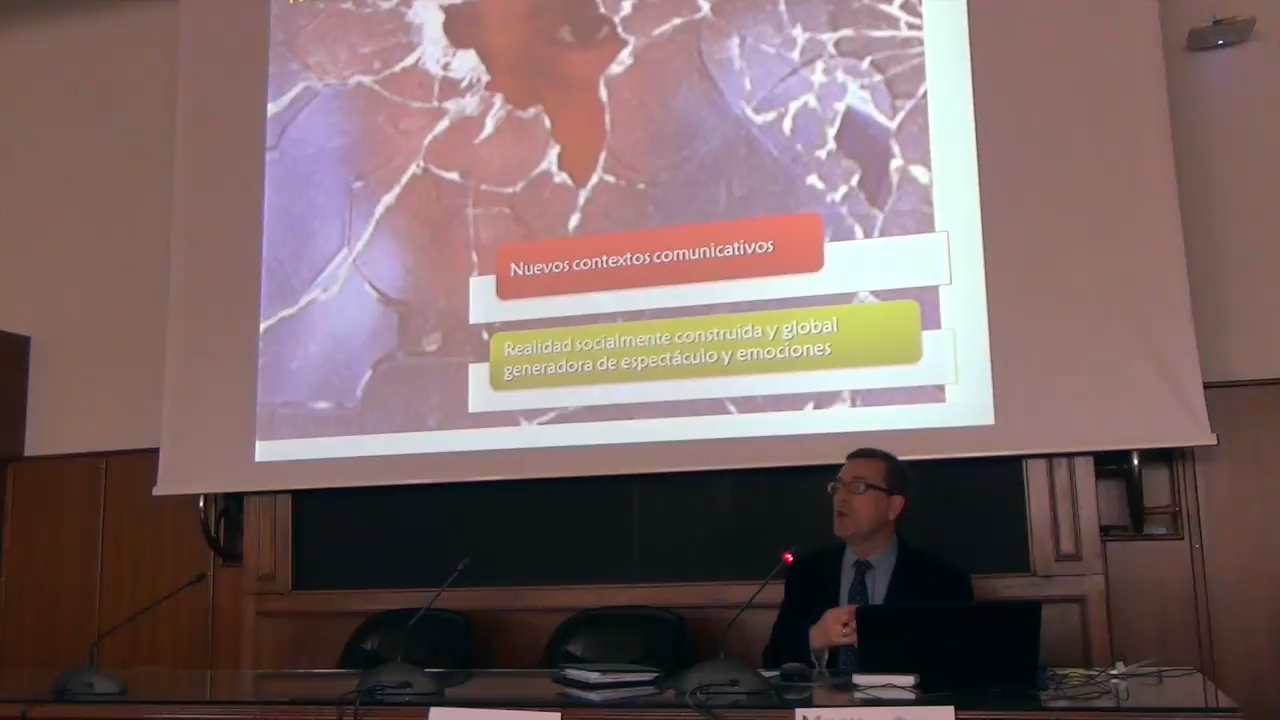 Nuevos contextos comunicativos
Realidad socialmente construida y global
generadora de espectáculo y emociones